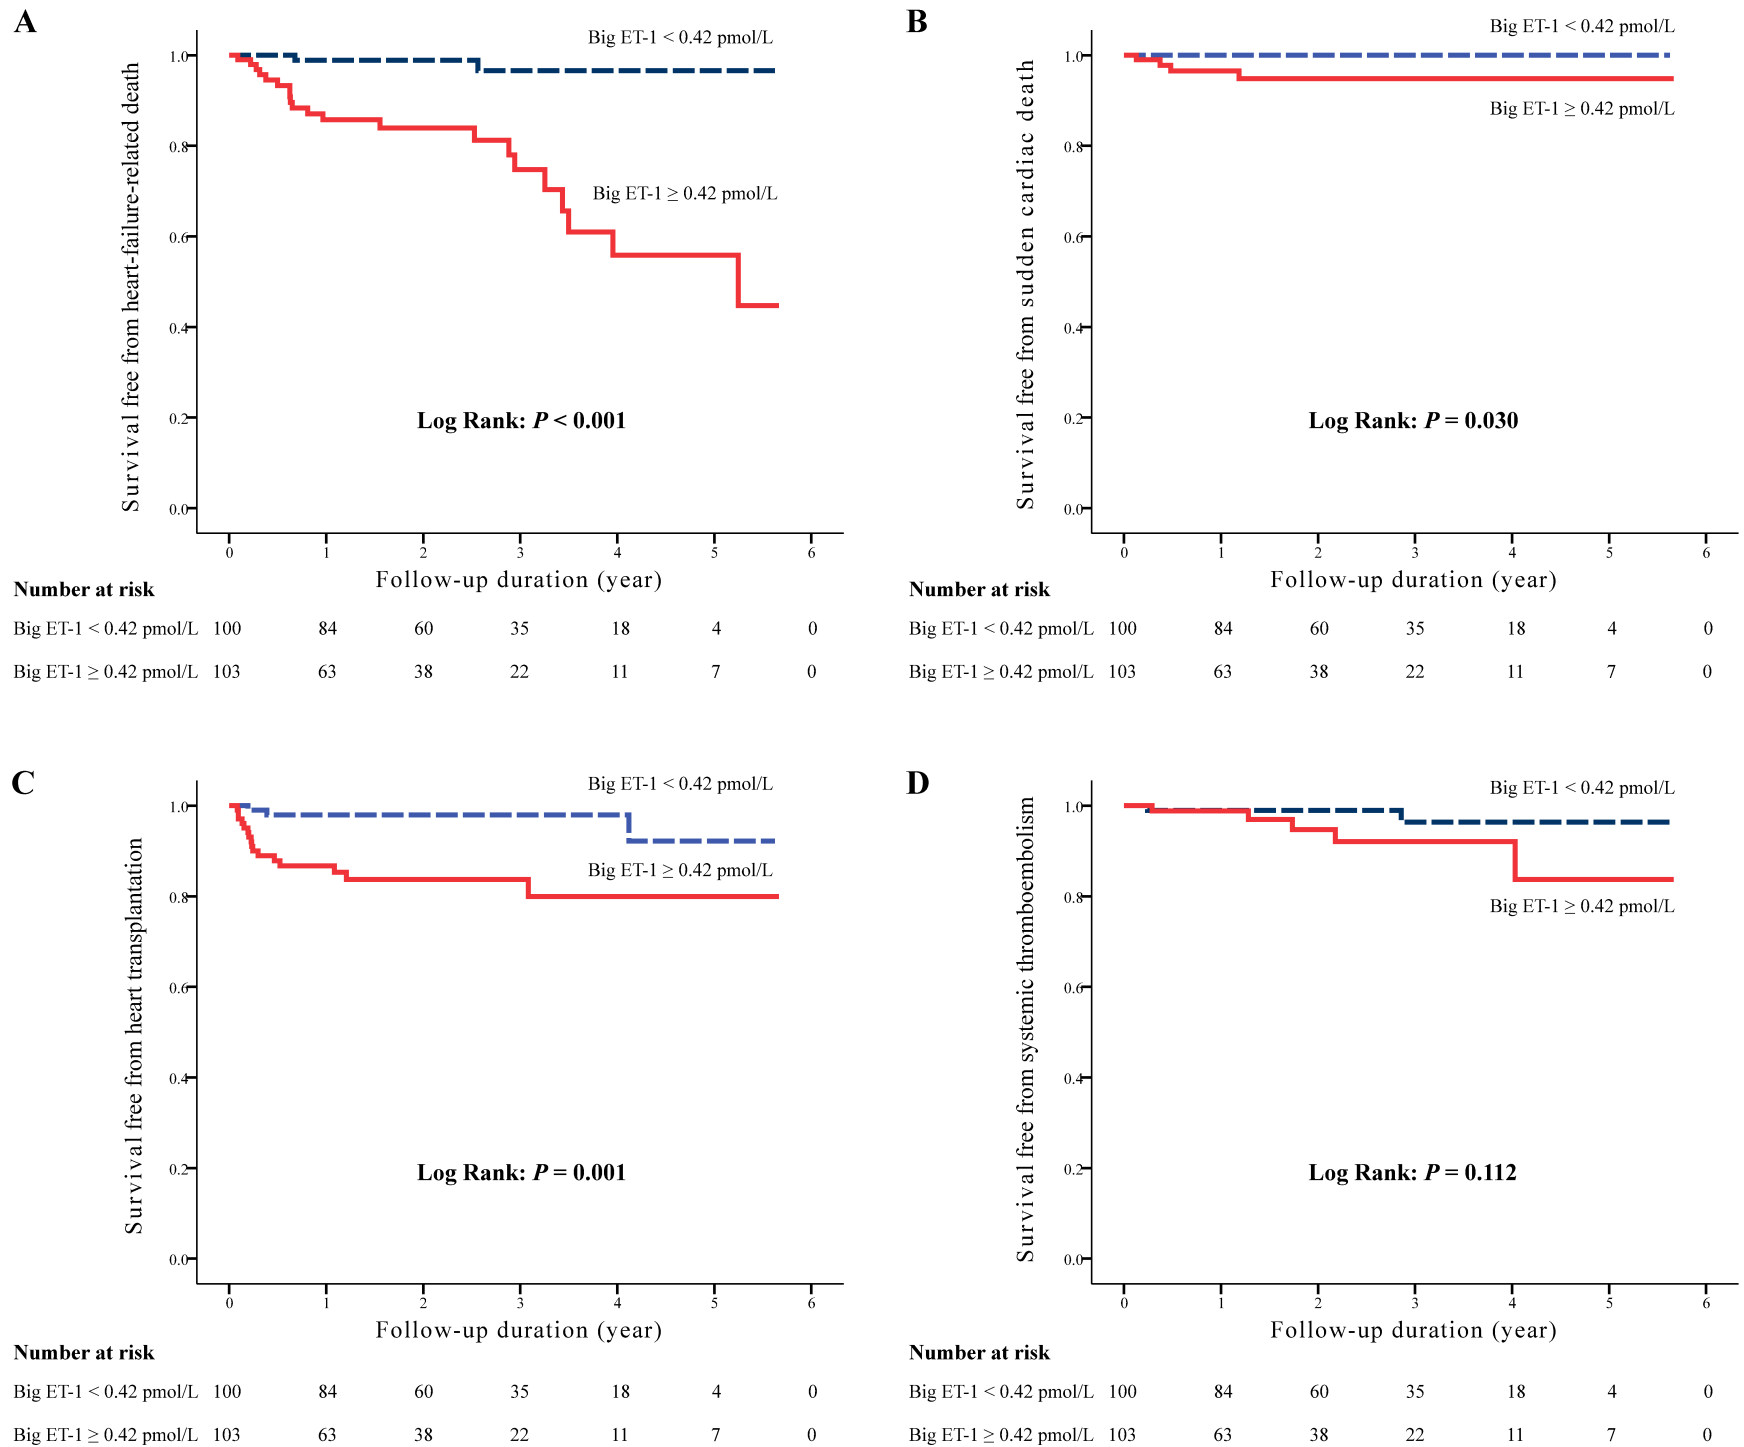 A
Big ET-1 < 0.42 pmol/L
Survival free from heart-failure-related death
1.0
0.8
Big ET-1 ≥ 0.42 pmol/L
0.6
0.4
0.2
Log Rank: P < 0.001
0.0
0 1 2 3 4 5 6
Follow-up duration (year)
Number at risk
Big ET-1 < 0.42 pmol/L 100 84 60 35 18 4 0
Big ET-1 ≥ 0.42 pmol/L 103 63 38 22 11 7 0
B
Big ET-1 < 0.42 pmol/L
Survival free from sudden cardiac death
1.0
Big ET-1 ≥ 0.42 pmol/L
0.8
0.6
0.4
0.2
Log Rank: P = 0.030
0.0
0 1 2 3 4 5 6
Follow-up duration (year)
Number at risk
Big ET-1 < 0.42 pmol/L 100 84 60 35 18 4 0
Big ET-1 ≥ 0.42 pmol/L 103 63 38 22 11 7 0
C
Big ET-1 < 0.42 pmol/L
Survival free from heart transplantation
1.0
Big ET-1 ≥ 0.42 pmol/L
0.8
0.6
0.4
0.2
Log Rank: P = 0.001
0.0
0 1 2 3 4 5 6
Follow-up duration (year)
Number at risk
Big ET-1 < 0.42 pmol/L 100 84 60 35 18 4 0
Big ET-1 ≥ 0.42 pmol/L 103 63 38 22 11 7 0
D
Big ET-1 < 0.42 pmol/L
Survival free from systemic thromboembolism
1.0
0.8
Big ET-1 ≥ 0.42 pmol/L
0.6
0.4
0.2
Log Rank: P = 0.112
0.0
0 1 2 3 4 5 6
Follow-up duration (year)
Number at risk
Big ET-1 < 0.42 pmol/L 100 84 60 35 18 4 0
Big ET-1 ≥ 0.42 pmol/L 103 63 38 22 11 7 0